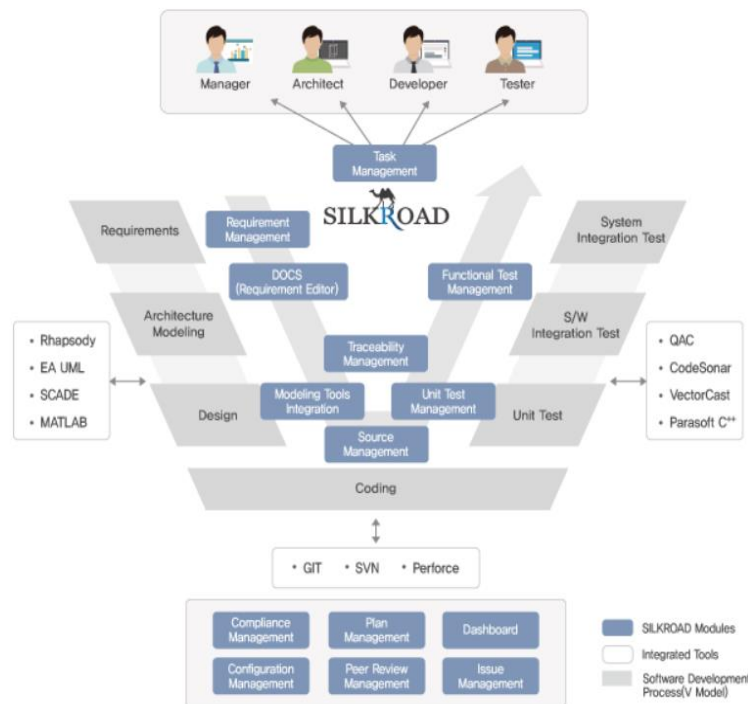 Manager
Architect
Developer
Tester
Task
Management
SILKROAD
Requirements
Requirement
Management
System
Integration Test
DOCS
(Requirement Editor)
Functional Test
Management
Architecture
Modeling
S/W
Integration Test
• Rhapsody
• EA UML
• SCADE
• MATLAB
Traceability
Management
• QAC
• CodeSonar
• VectorCast
• Parasoft C++
Design
Modeling Tools
Integration
Unit Test
Management
Unit Test
Source
Management
Coding
• GIT • SVN • Perforce
Compliance
Management
Plan
Management
Dashboard
Configuration
Management
Peer Review
Management
Issue
Management
SILKROAD Modules
Integrated Tools
Software Development
Process(V Model)